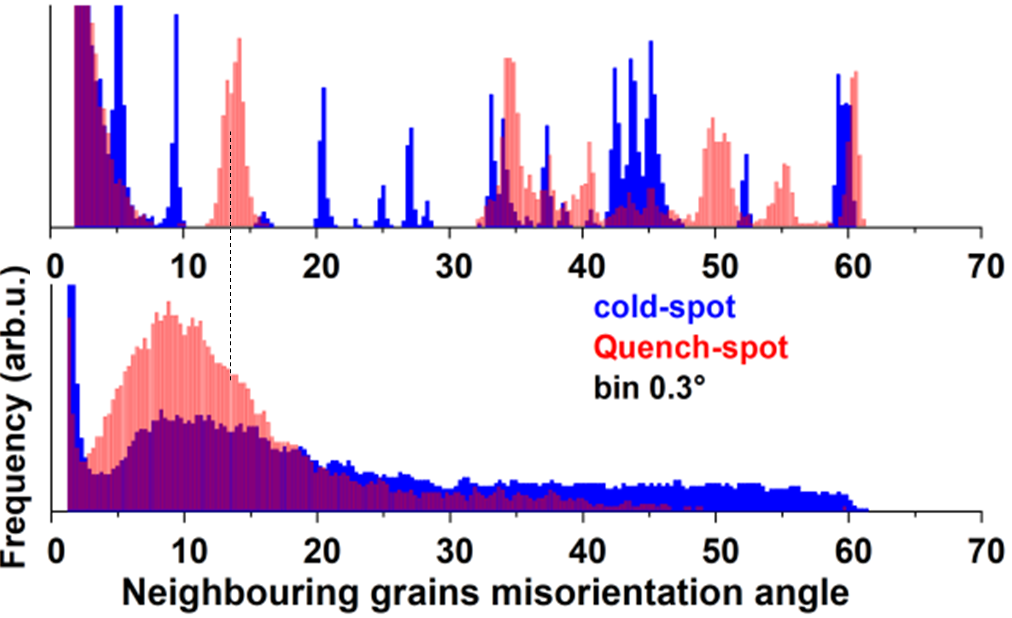 0 10 20 30 40 50 60 70
cold-spot
Quench-spot
bin 0.3°
Frequency (arb.u.)
0 10 20 30 40 50 60 70
Neighbouring grains misorientation angle